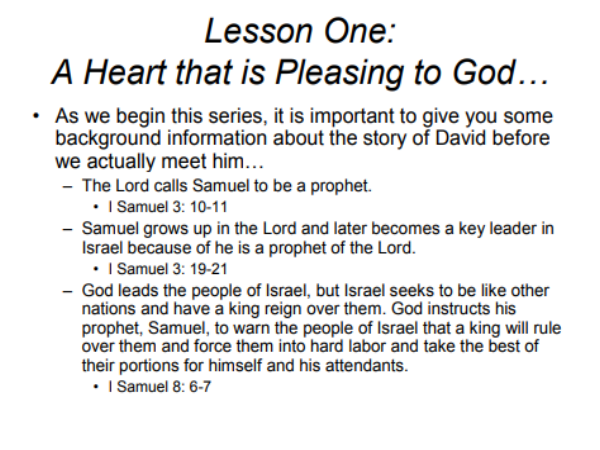 Lesson One:
A Heart that is Pleasing to God…
• As we begin this series, it is important to give you some
background information about the story of David before
we actually meet him…
– The Lord calls Samuel to be a prophet.
• I Samuel 3: 10-11
– Samuel grows up in the Lord and later becomes a key leader in
Israel because of he is a prophet of the Lord.
• I Samuel 3: 19-21
– God leads the people of Israel, but Israel seeks to be like other
nations and have a king reign over them. God instructs his
prophet, Samuel, to warn the people of Israel that a king will rule
over them and force them into hard labor and take the best of
their portions for himself and his attendants.
• I Samuel 8: 6-7